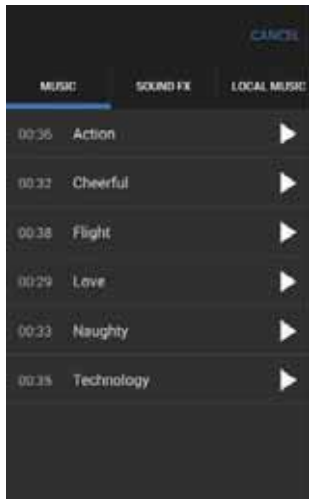 CANCEL
MUSIC SOUND FX LOCAL MUSIC
00:36 Action
00:32 Cheerful
00:38 Flight
00:29 Love
00:33 Naughty
00:35 Technology